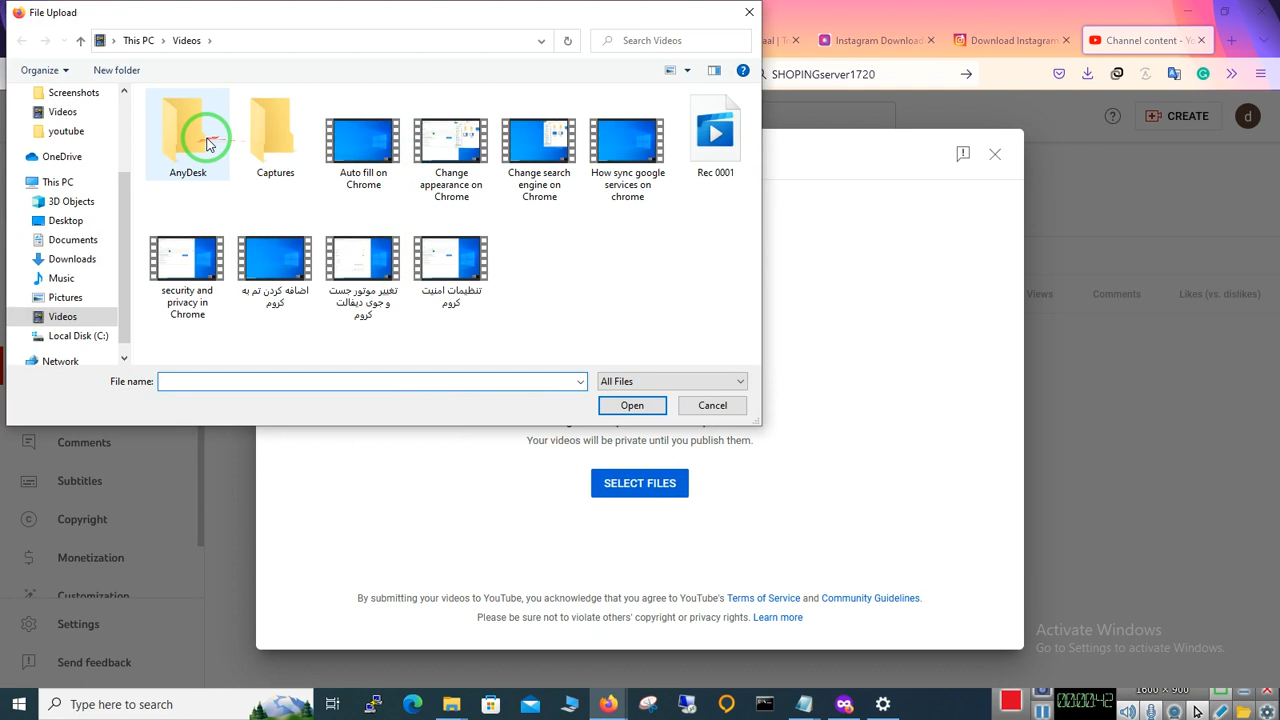 File Upload
This PC
Videos
Search Videos
Organize
New folder
Screenshots
Videos
youtube
OneDrive
This PC
3D Objects
Desktop
Documents
Downloads
Music
Pictures
Videos
Local Disk (C:)
Network
AnyDesk
Captures
Auto fill on
Chrome
Change
appearance on
Chrome
Change search
engine on
Chrome
How sync google
services on
chrome
Rec 0001
security and
privacy in
Chrome
اضافه کردن تم به
کروم
تغییر موتور جست
و جوی دیفالت
کروم
تنظیمات امنیت
کروم
File name:
All Files
Open
Cancel
Instagram Download
Download Instagram
Channel content - Yo
SHOPINGserver1720
CREATE
d
Views
Comments
Likes (vs. dislikes)
Your videos will be private until you publish them.
SELECT FILES
By submitting your videos to YouTube, you acknowledge that you agree to YouTube's Terms of Service and Community Guidelines.
Please be sure not to violate others' copyright or privacy rights. Learn more
Comments
Subtitles
Copyright
Monetization
Customization
Settings
Send feedback
Activate Windows
Go to Settings to activate Windows.
Type here to search
00:00:42
1600 × 900